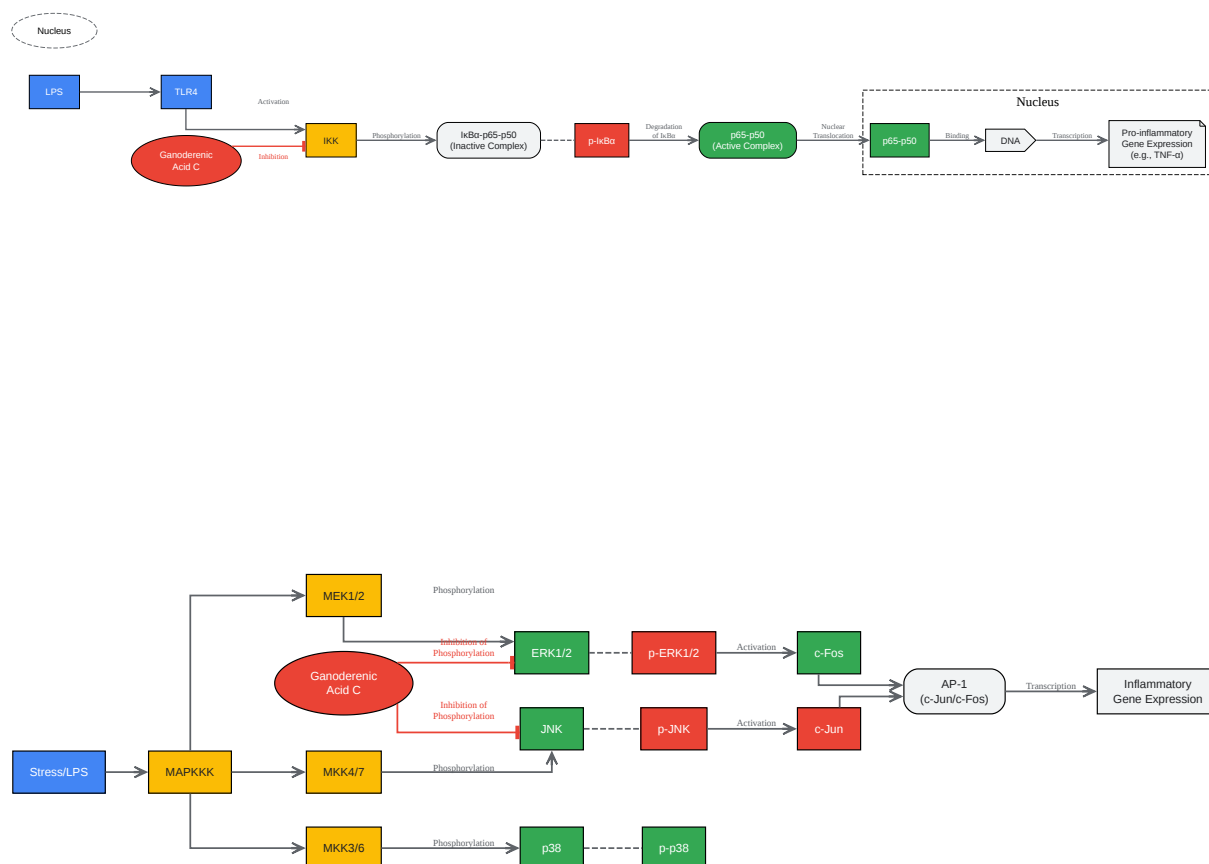 Nucleus
LPS
TLR4
Activation
Ganoderenic
Acid C
Inhibition
IKK
Phosphorylation
IκBα-p65-p50
(Inactive Complex)
p-IκBα
Degradation
of IκBα
p65-p50
(Active Complex)
Nuclear
Translocation
Nucleus
p65-p50
Binding
DNA
Transcription
Pro-inflammatory
Gene Expression
(e.g., TNF-α)
MEK1/2
Phosphorylation
Inhibition of
Phosphorylation
ERK1/2
p-ERK1/2
Activation
c-Fos
Ganoderenic
Acid C
AP-1
(c-Jun/c-Fos)
Transcription
Inflammatory
Gene Expression
Inhibition of
Phosphorylation
JNK
p-JNK
Activation
c-Jun
Stress/LPS
MAPKKK
MKK4/7
Phosphorylation
MKK3/6
Phosphorylation
p38
p-p38